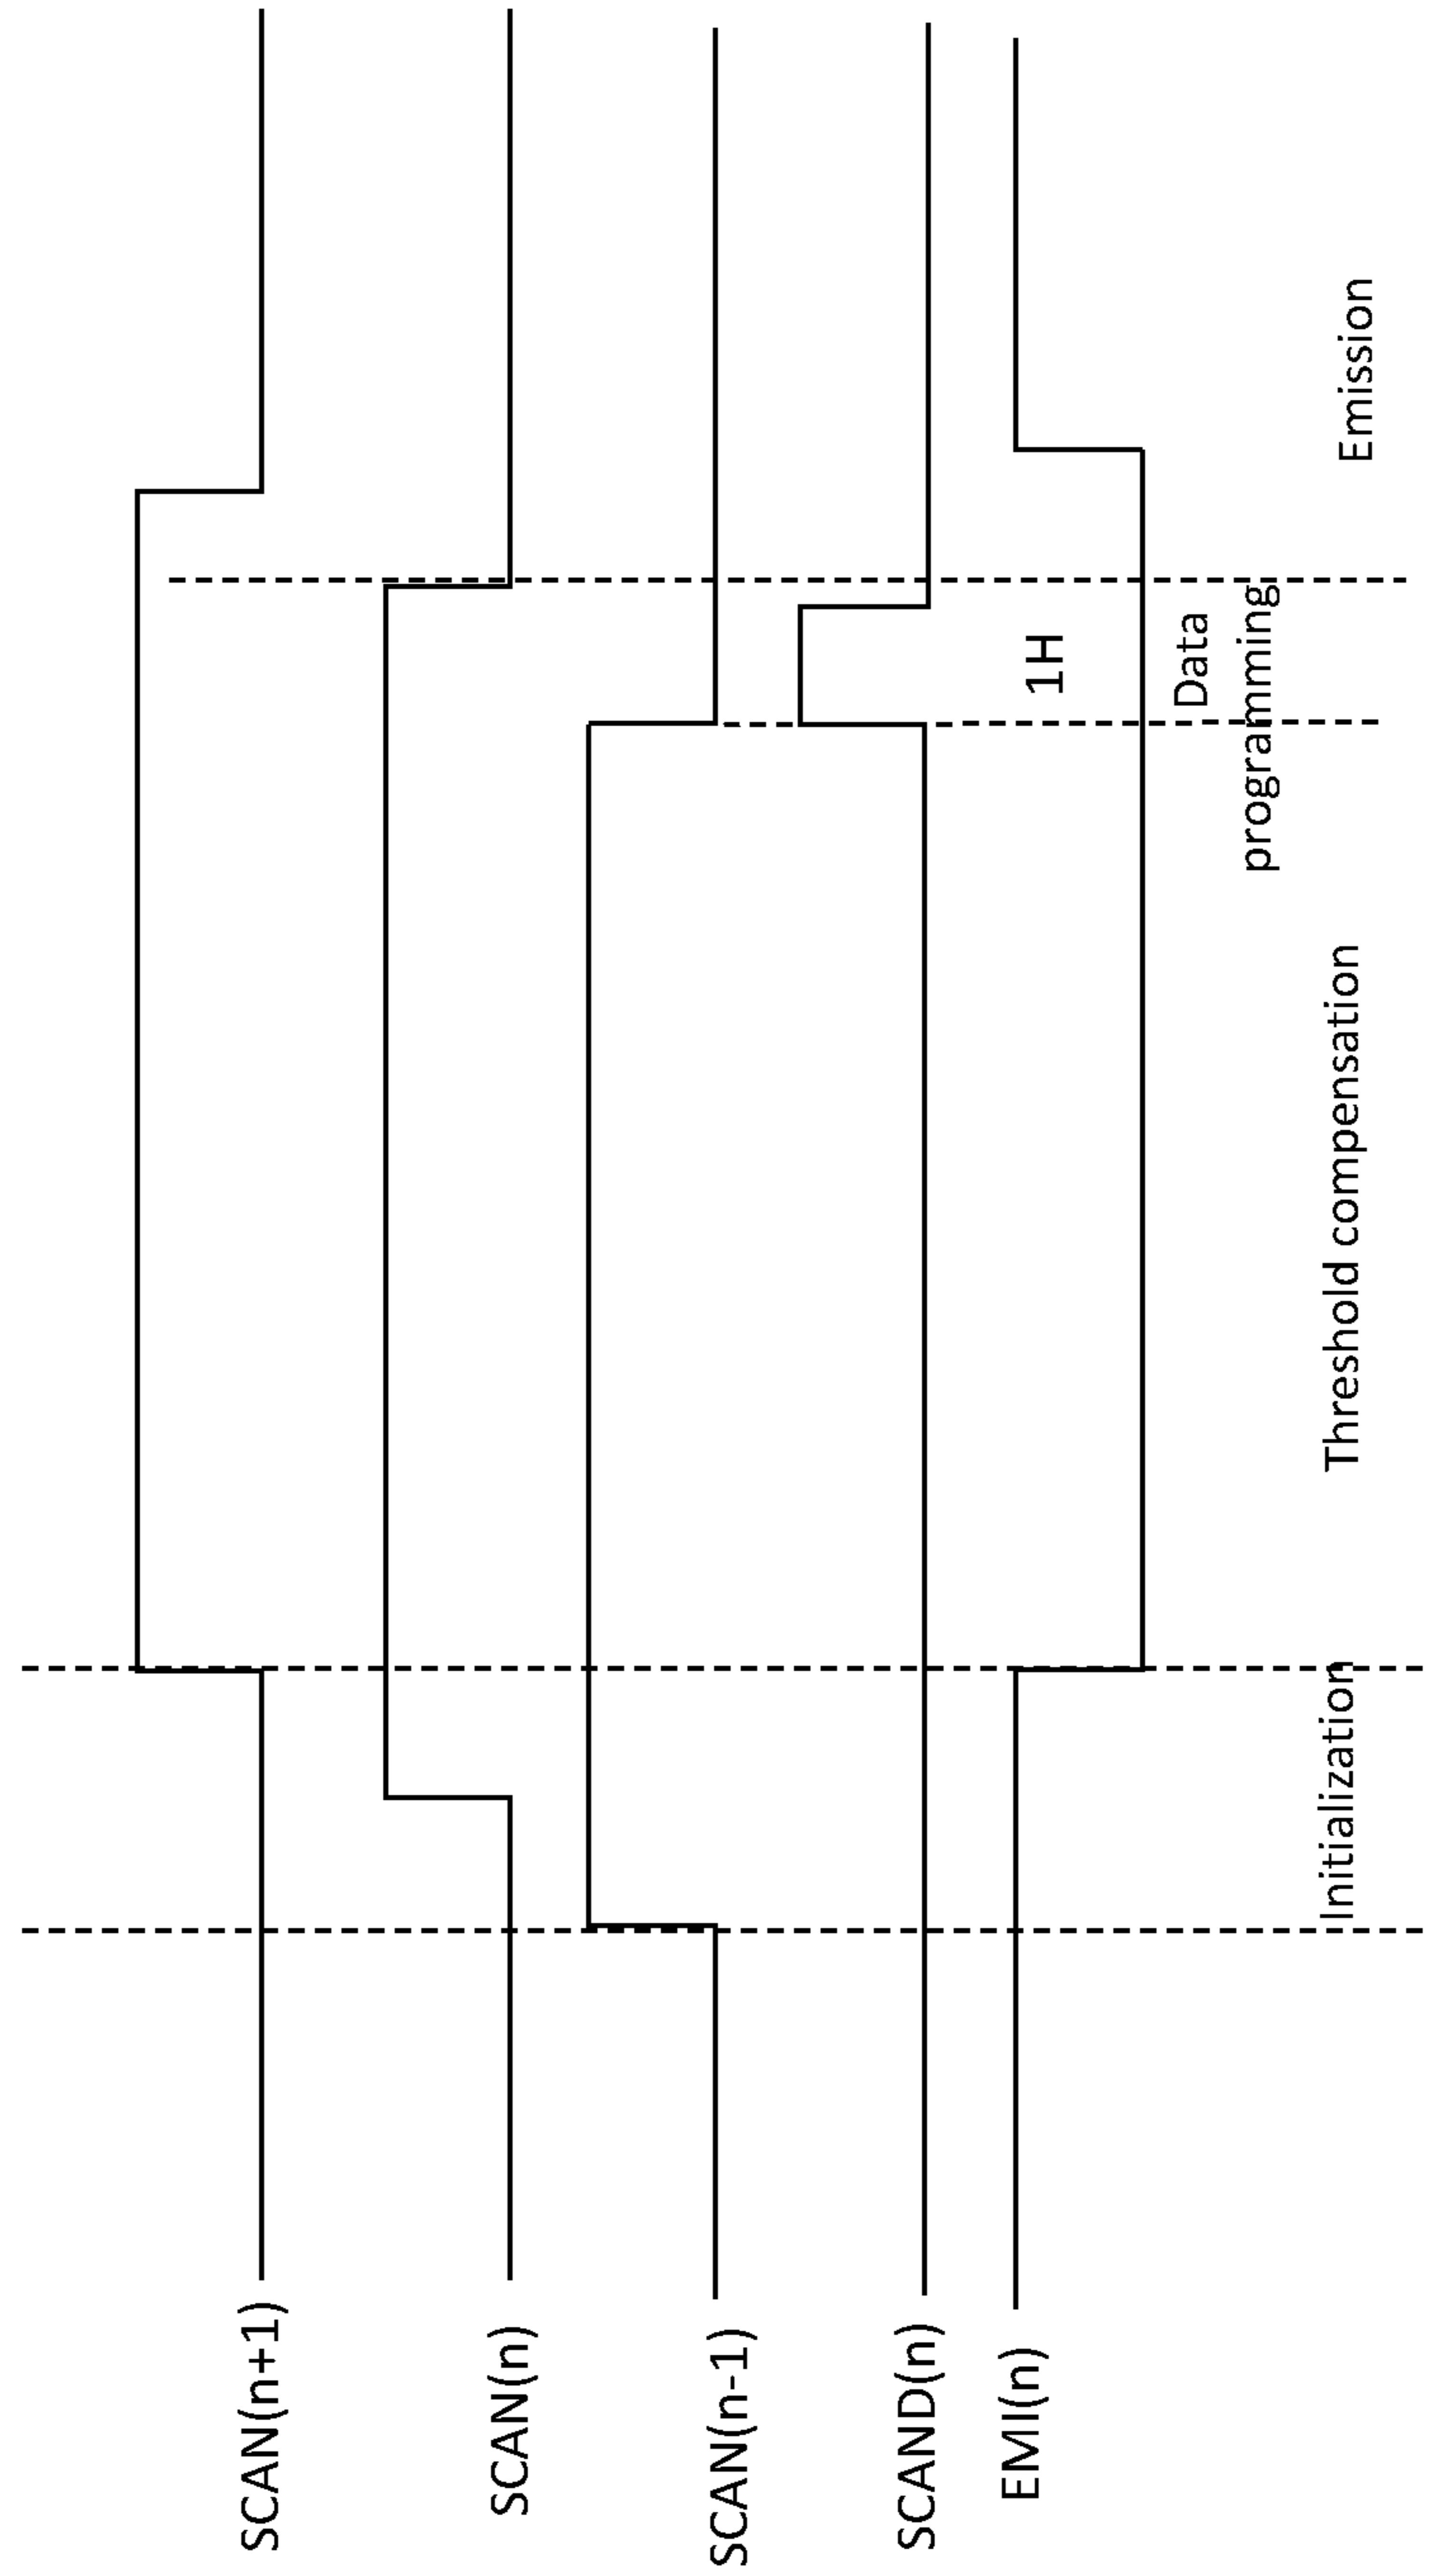 SCAN(n+1)
SCAN(n)
SCAN(n-1)
SCAND(n)
EMI(n)
1H
Initialization
Threshold compensation
Data
programming
Emission